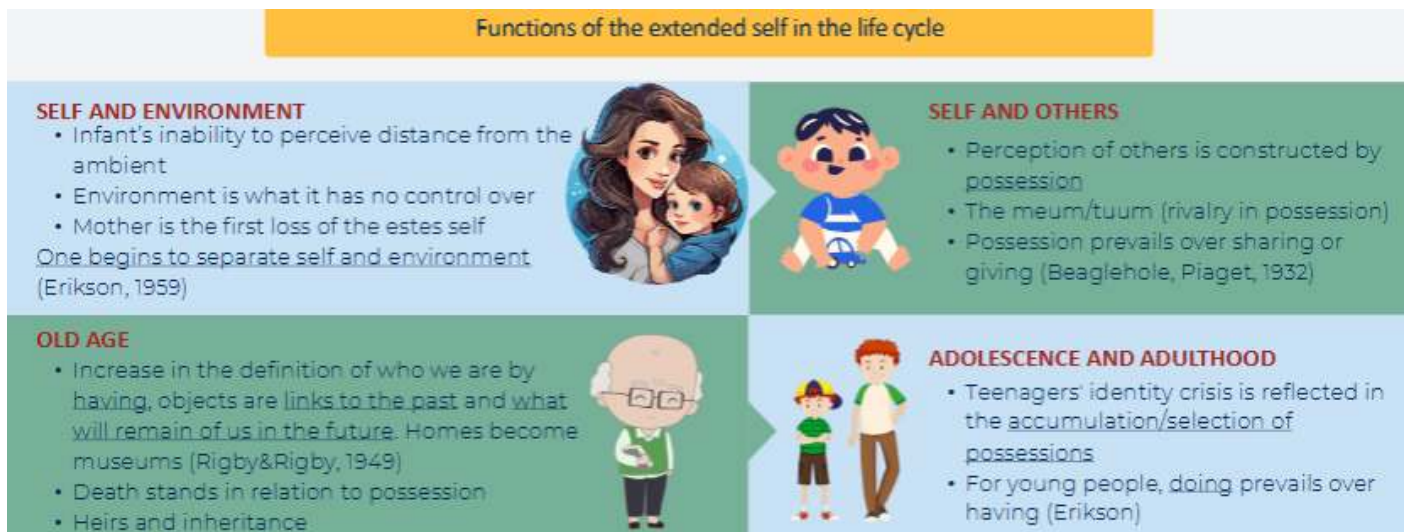 Functions of the extended self in the life cycle
SELF AND ENVIRONMENT
• Infant's inability to perceive distance from the
ambient
• Environment is what it has no control over
• Mother is the first loss of the estes self
One begins to separate self and environment
(Erikson, 1959)
SELF AND OTHERS
• Perception of others is constructed by
possession
• The meum/tuum (rivalry in possession)
• Possession prevails over sharing or
giving (Beaglehole, Piaget, 1932)
OLD AGE
• Increase in the definition of who we are by
having, objects are links to the past and what
will remain of us in the future. Homes become
museums (Rigby&Rigby, 1949)
• Death stands in relation to possession
• Heirs and inheritance
ADOLESCENCE AND ADULTHOOD
• Teenagers' identity crisis is reflected in
the accumulation/selection of
possessions
• For young people, doing prevails over
having (Erikson)